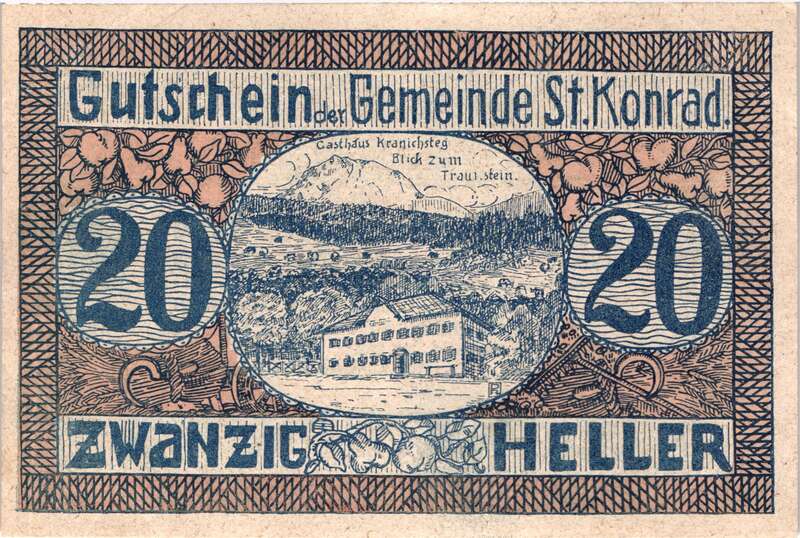 Gutschein der Gemeinde St. Konrad.
Gasthaus Kranichsteg
Blick zum
Traunstein.
20 20
ZWANZIG HELLER